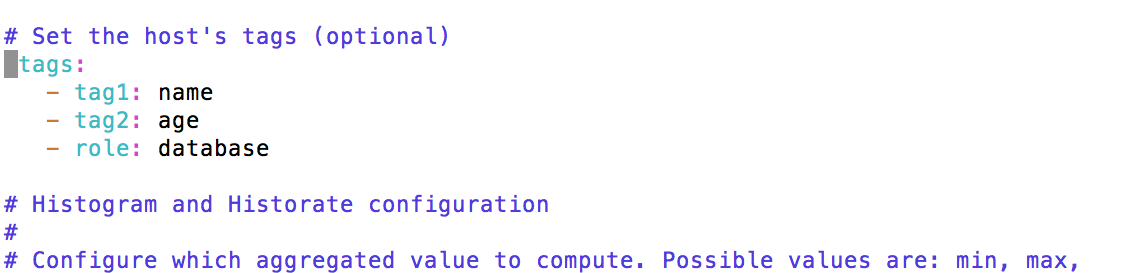 # Set the host's tags (optional)
 tags:
   - tag1: name
   - tag2: age
   - role: database

# Histogram and Historate configuration
#
# Configure which aggregated value to compute. Possible values are: min, max,